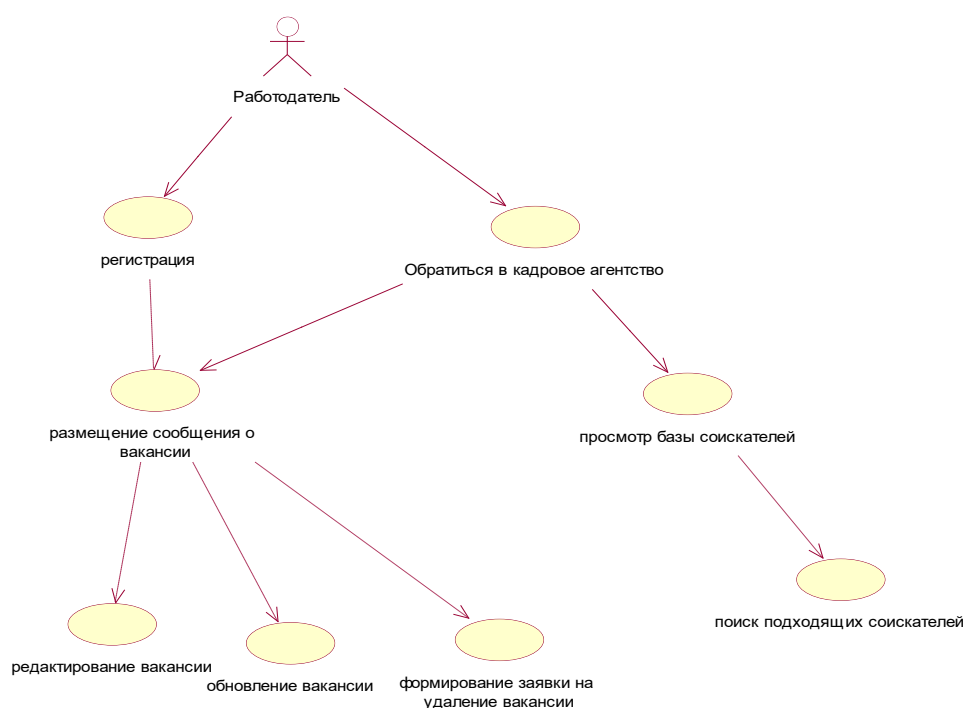 Работодатель
регистрация
Обратиться в кадровое агентство
размещение сообщения о
вакансии
просмотр базы соискателей
поиск подходящих соискателей
редактирование вакансии
обновление вакансии
формирование заявки на
удаление вакансии